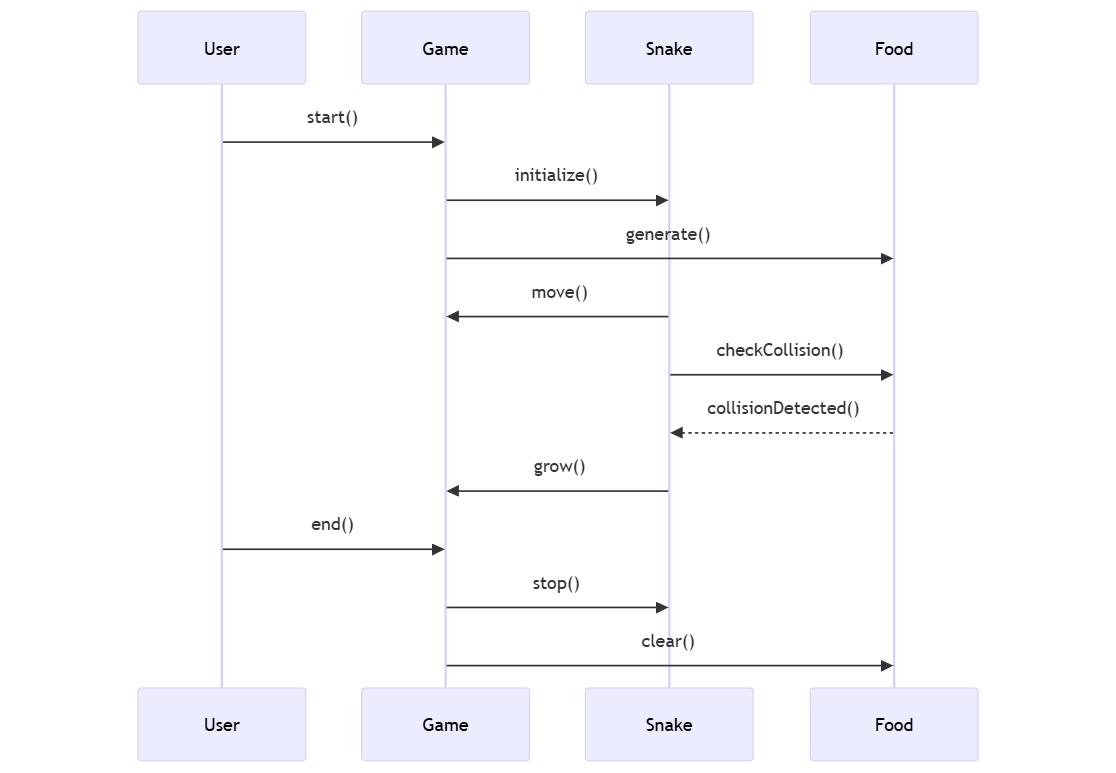 User
Game
Snake
Food
start()
initialize()
generate()
move()
checkCollision()
collisionDetected()
grow()
end()
stop()
clear()
User
Game
Snake
Food